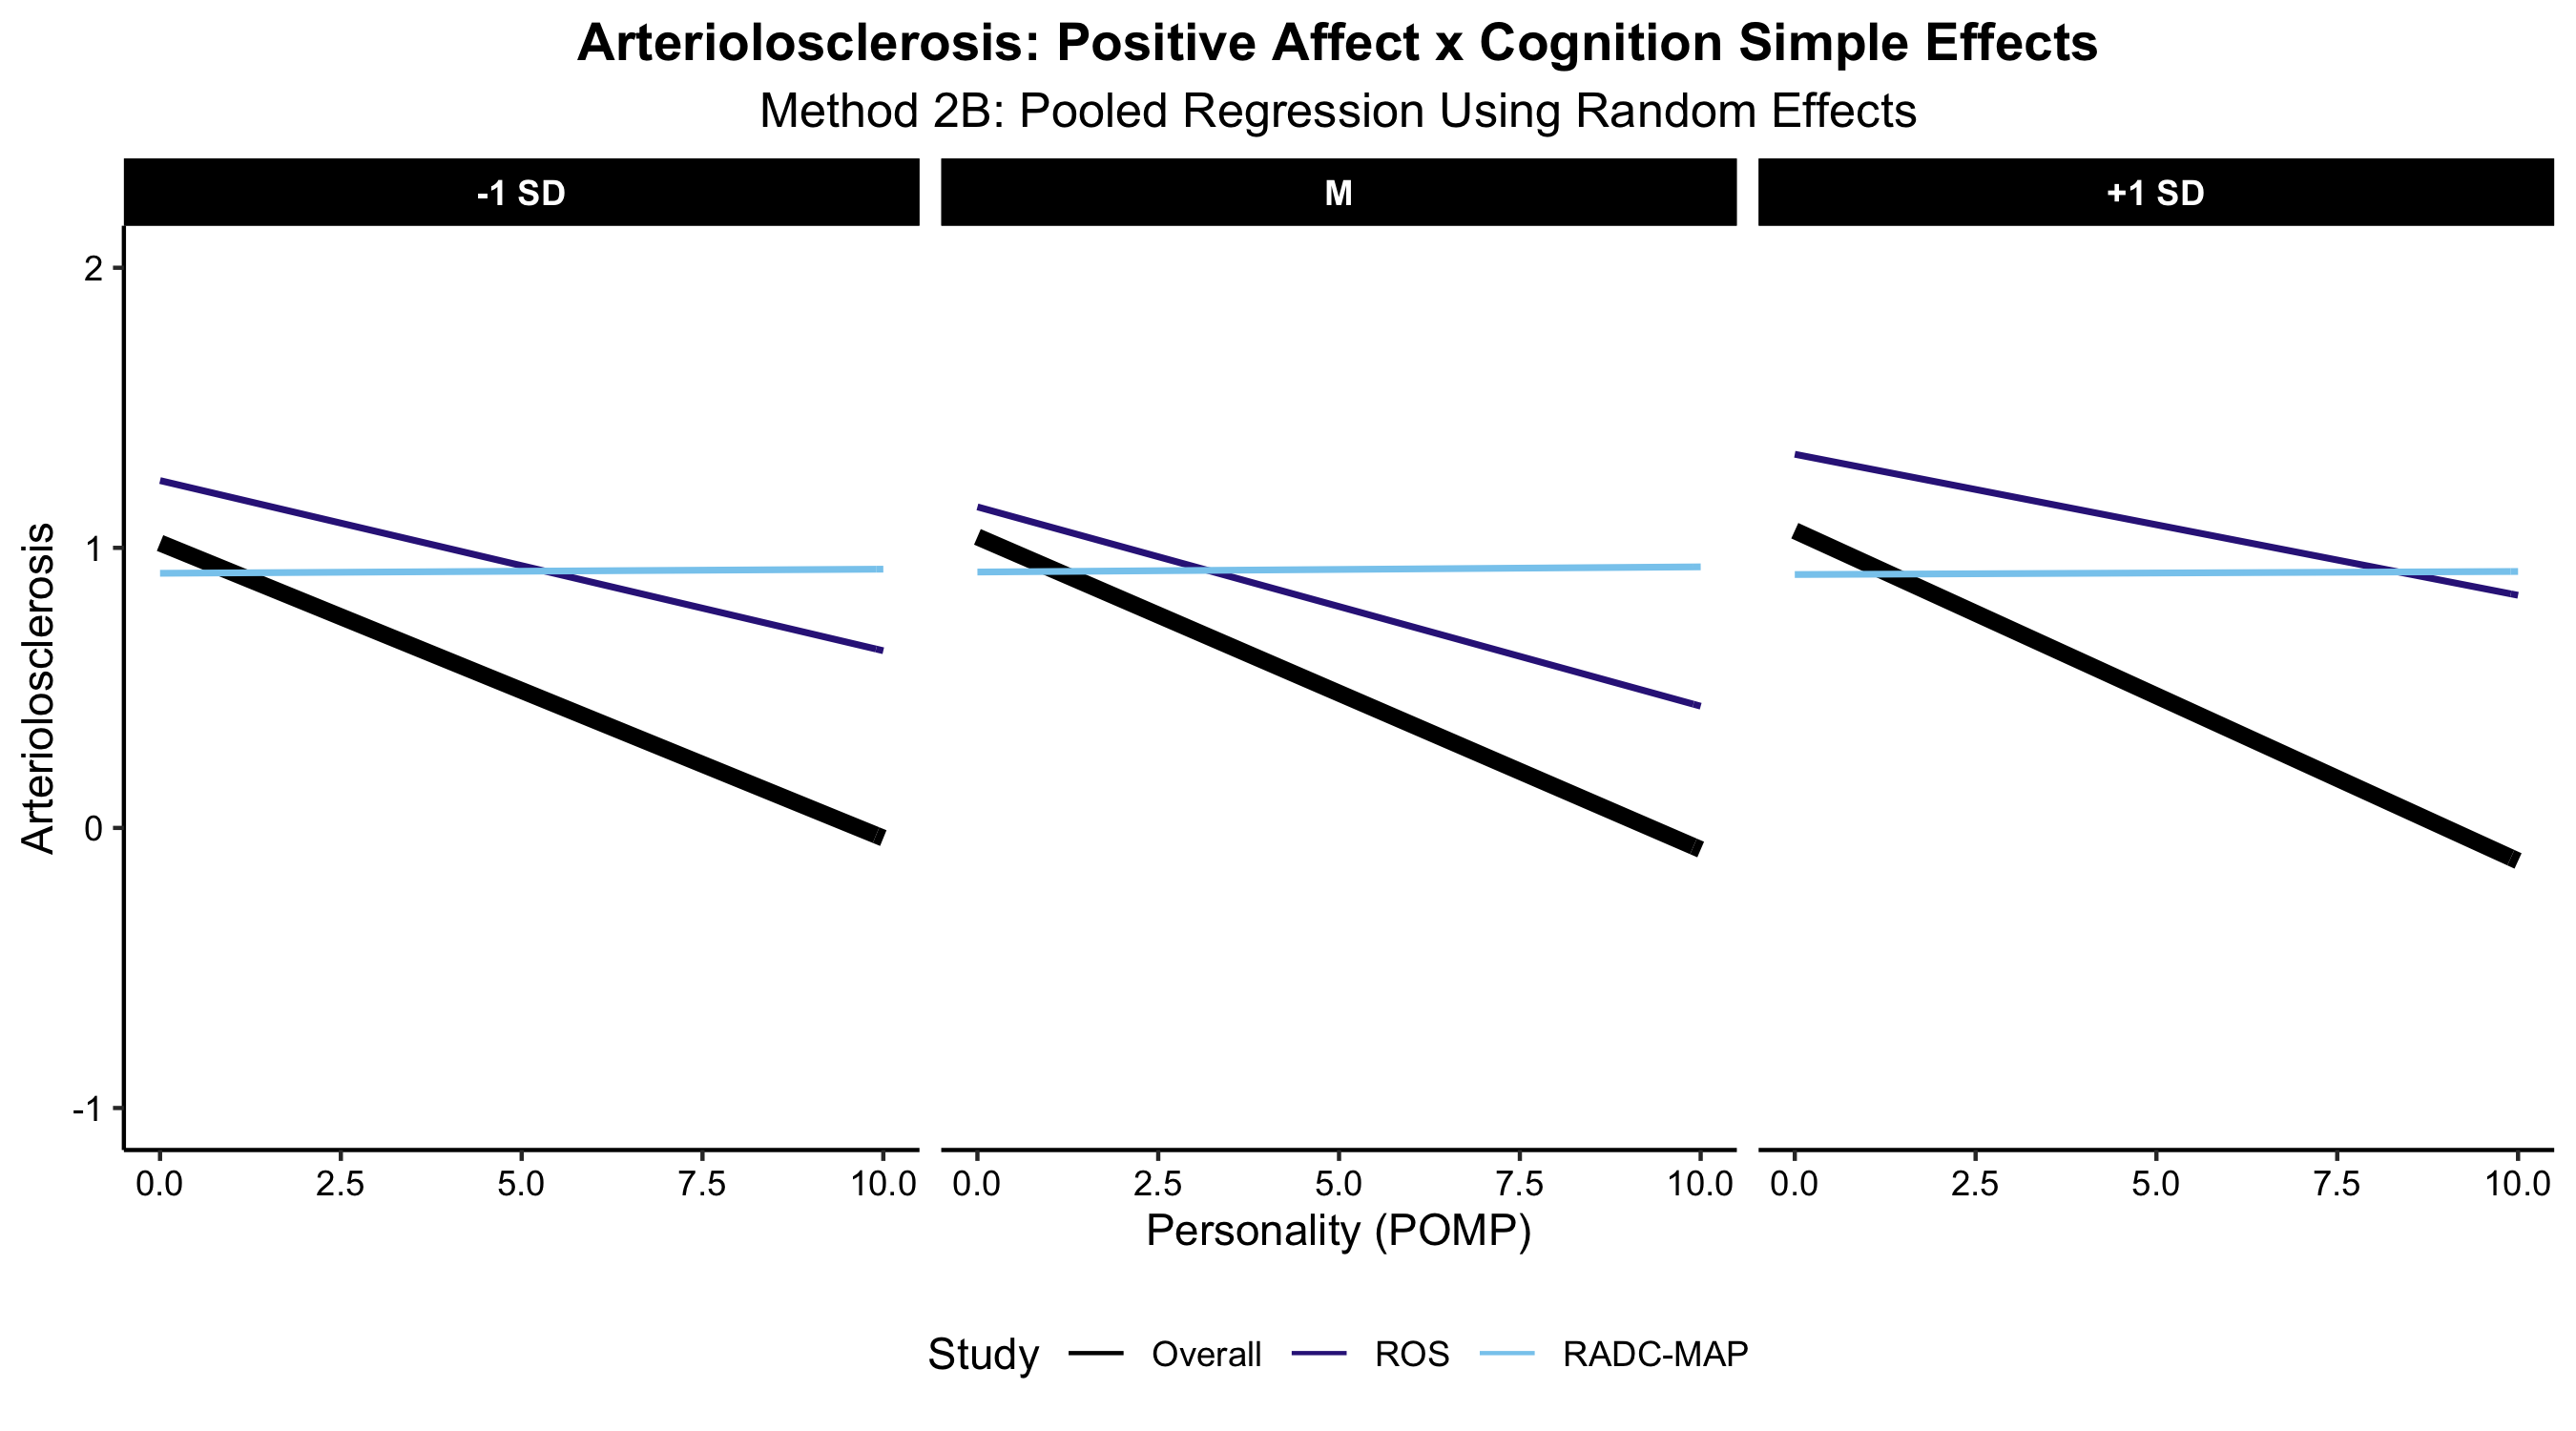 Arteriolosclerosis: Positive Affect x Cognition Simple Effects
Method 2B: Pooled Regression Using Random Effects
-1 SD
M
+1 SD
Arteriolosclerosis
2
1
0
-1
0.0 2.5 5.0 7.5 10.0
0.0 2.5 5.0 7.5 10.0
0.0 2.5 5.0 7.5 10.0
Personality (POMP)
Study Overall ROS RADC-MAP